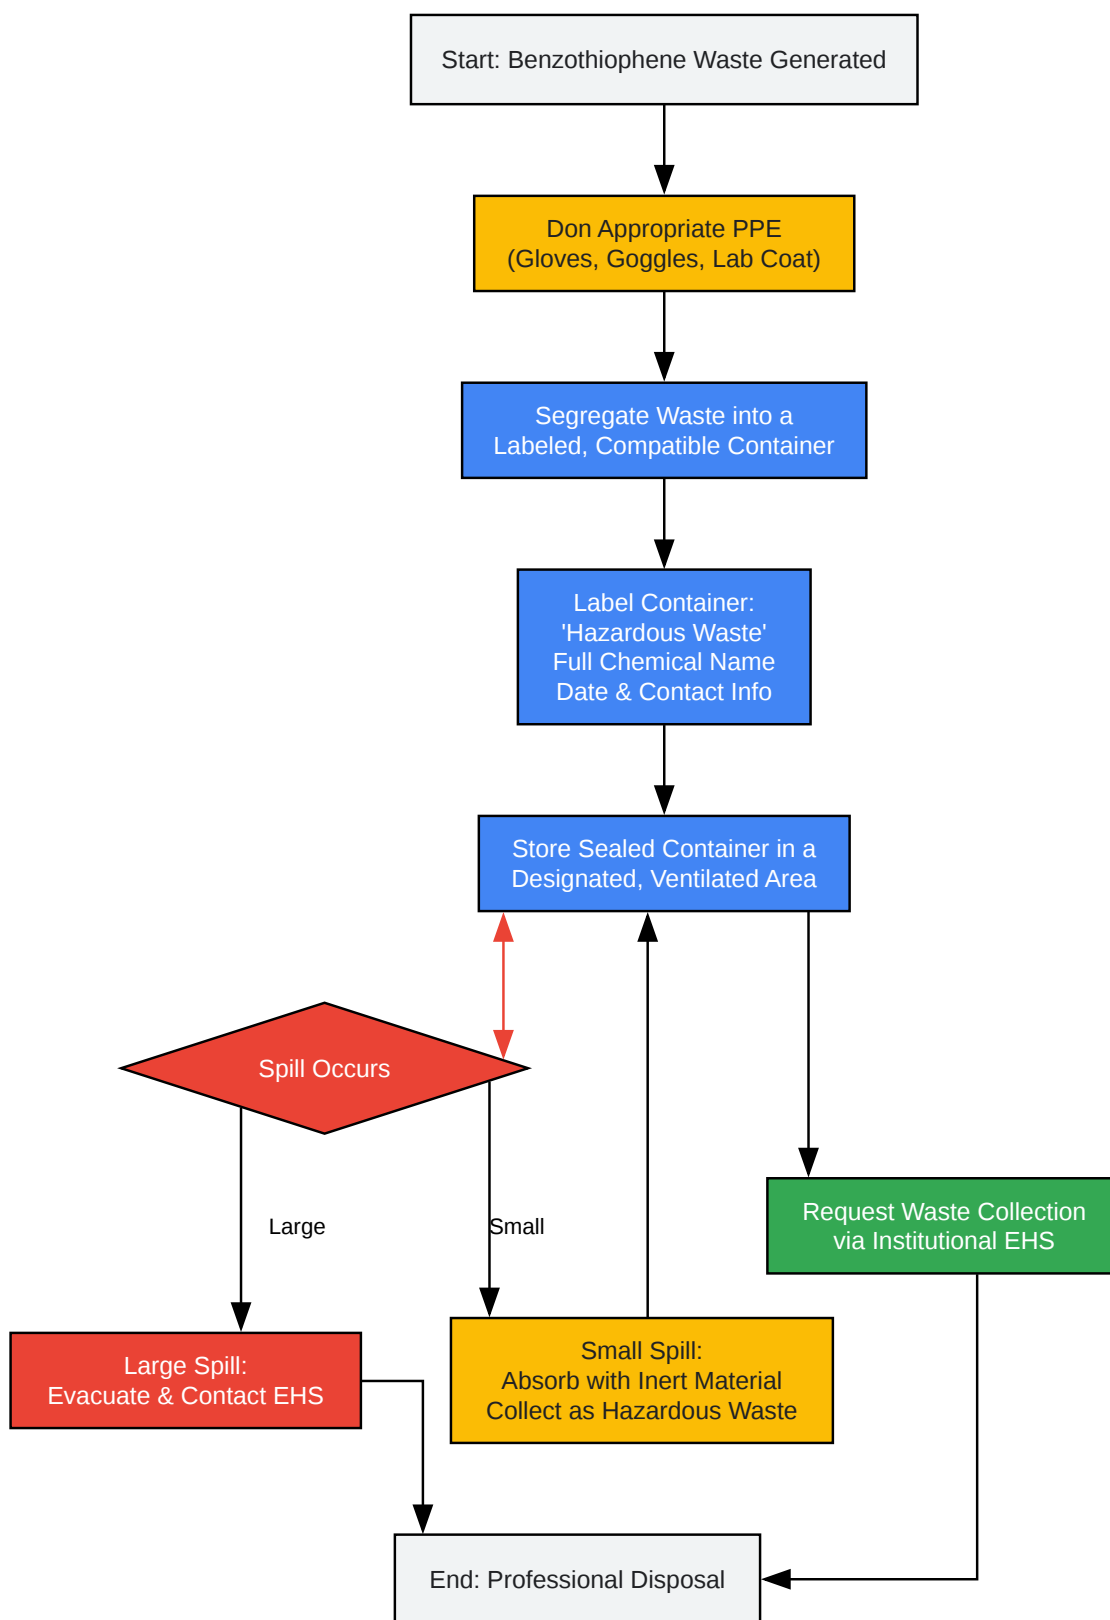 Start: Benzothiophene Waste Generated
Don Appropriate PPE
(Gloves, Goggles, Lab Coat)
Segregate Waste into a
Labeled, Compatible Container
Label Container:
'Hazardous Waste'
Full Chemical Name
Date & Contact Info
Store Sealed Container in a
Designated, Ventilated Area
Spill Occurs
Large
Small
Request Waste Collection
via Institutional EHS
Large Spill:
Evacuate & Contact EHS
Small Spill:
Absorb with Inert Material
Collect as Hazardous Waste
End: Professional Disposal